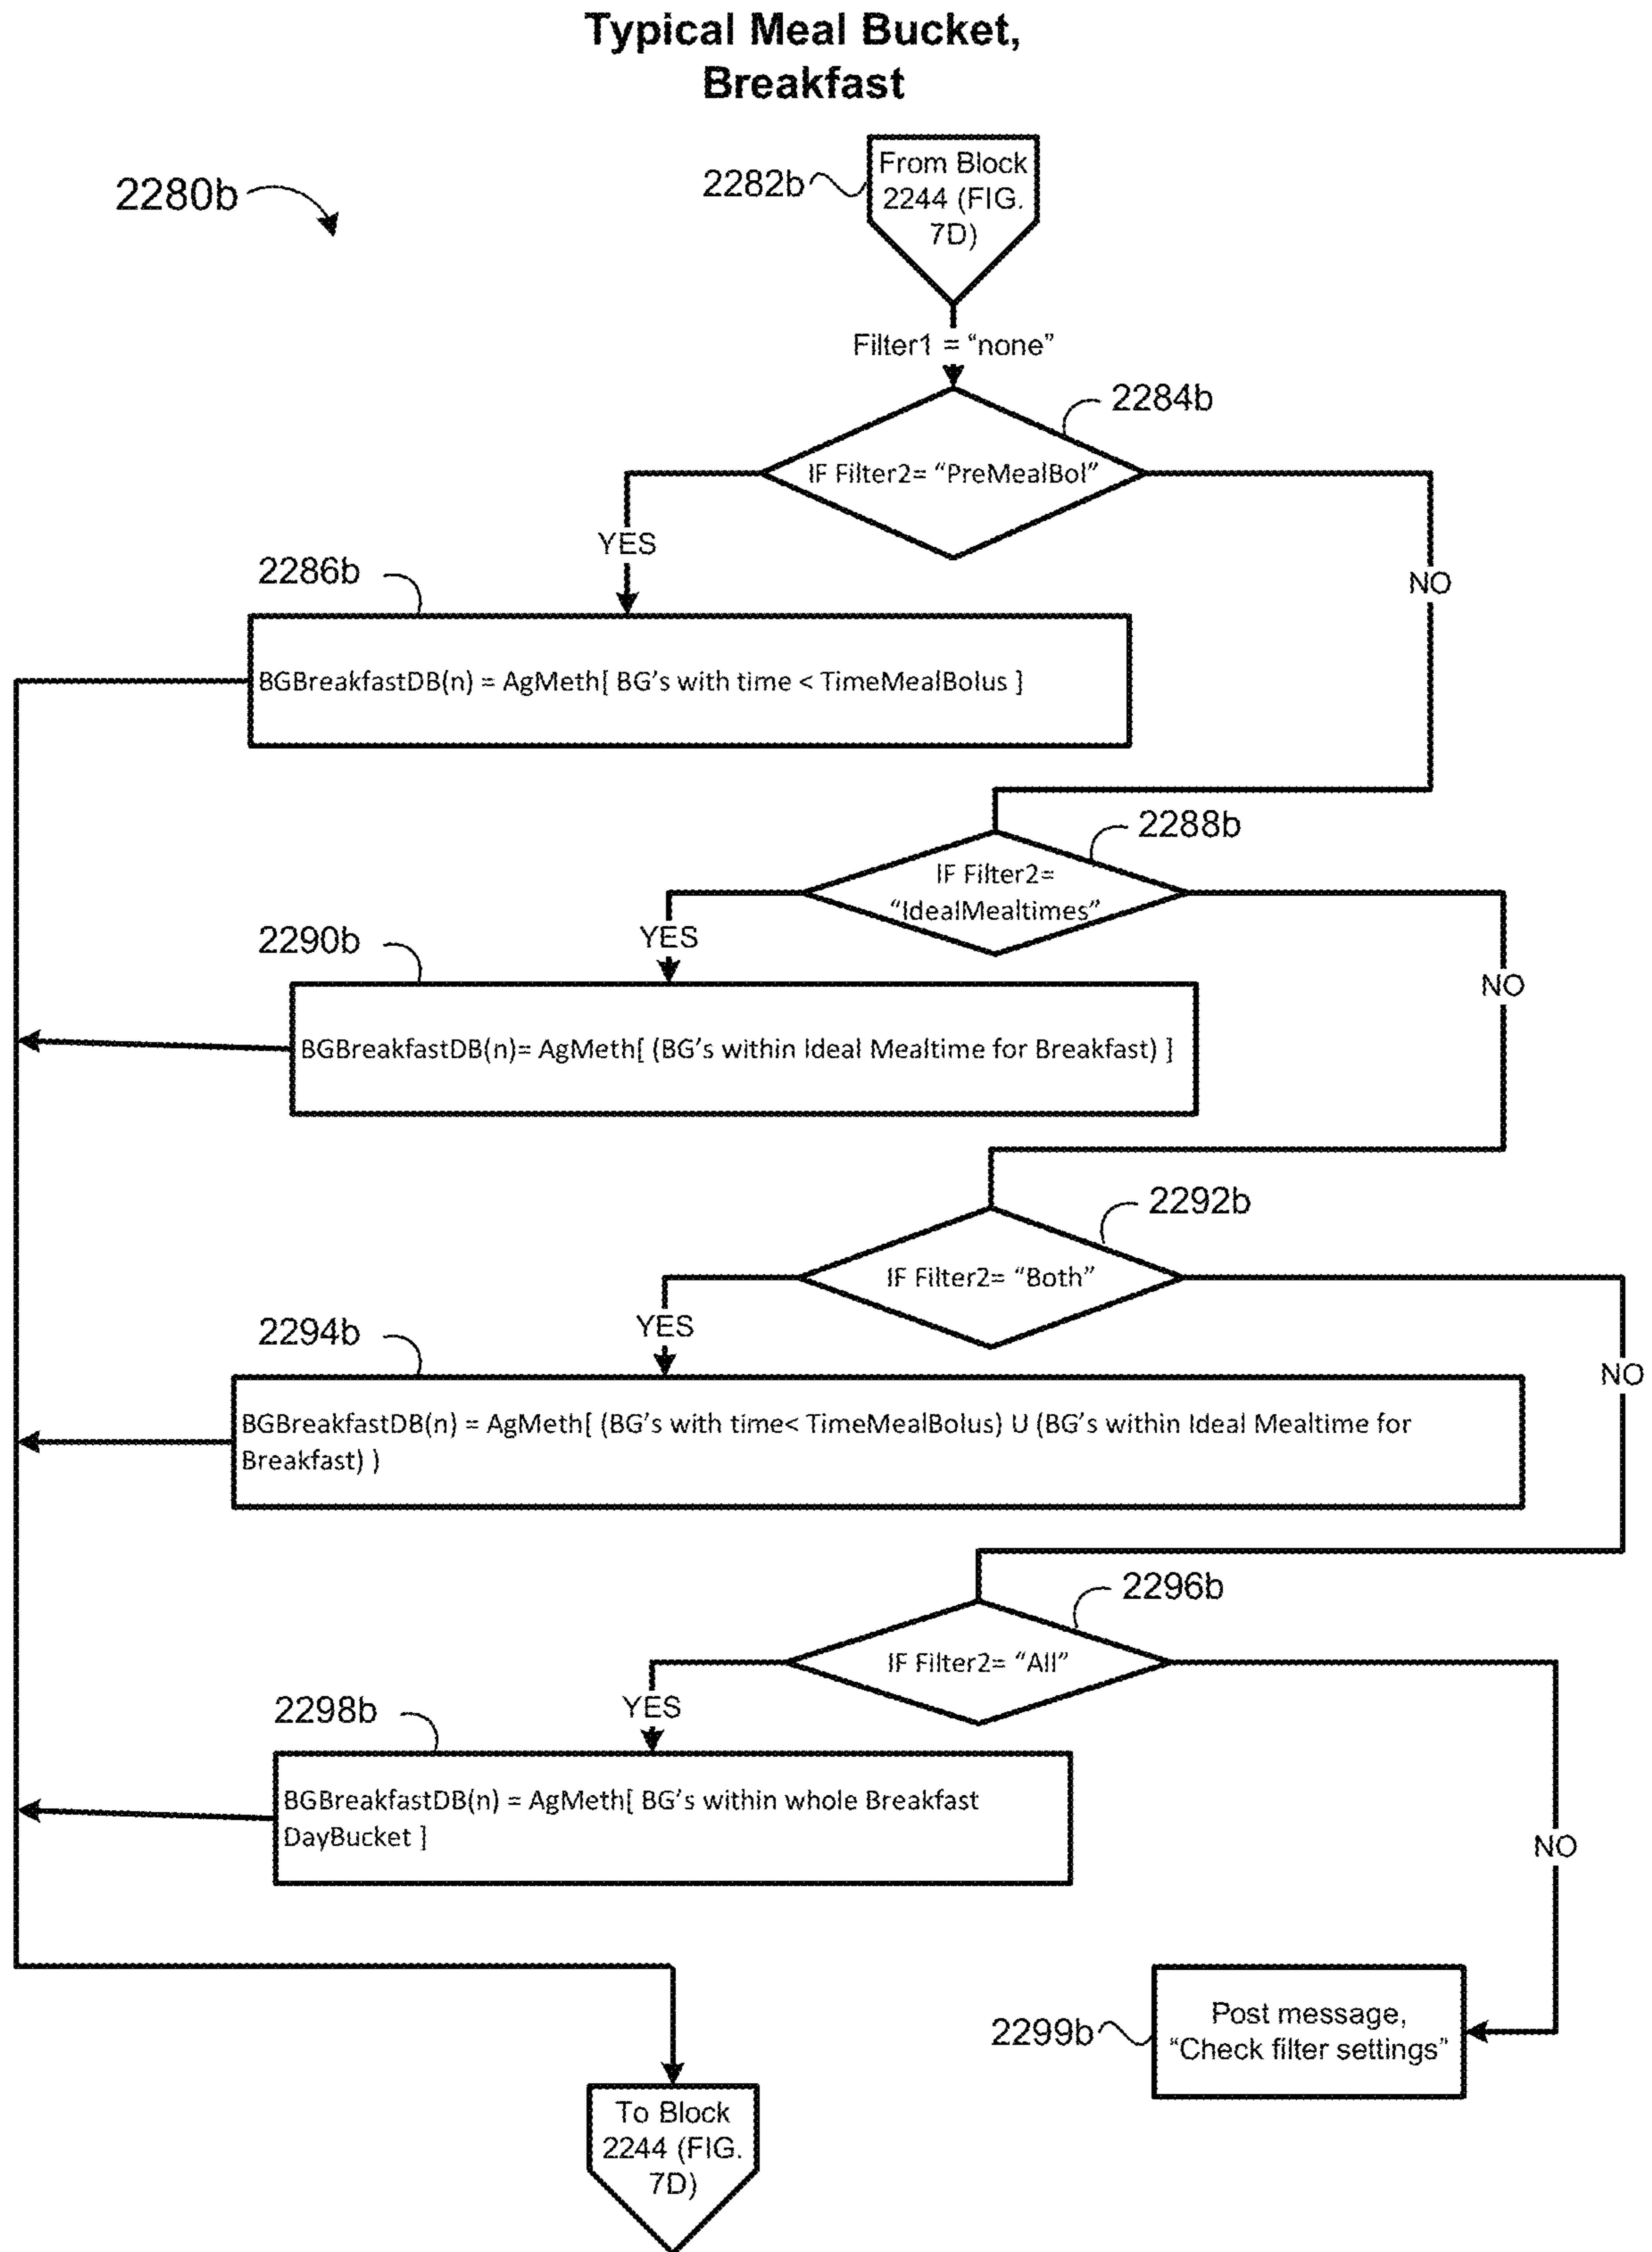 Typical Meal Bucket,
Breakfast
2280b
2282b
From Block
2244 (FIG.
7D)
Filter1 = “none”
2284b
IF Filter2= “PreMealBol”
YES
NO
2286b
BGBreakfastDB(n) = AgMeth[ BG’s with time < TimeMealBolus ]
2288b
IF Filter2=
“IdealMealtimes”
YES
NO
2290b
BGBreakfastDB(n)= AgMeth[ (BG’s within Ideal Mealtime for Breakfast) ]
2292b
IF Filter2= “Both”
YES
NO
2294b
BGBreakfastDB(n) = AgMeth[ (BG’s with time< TimeMealBolus) U (BG’s within Ideal Mealtime for
Breakfast) )
2296b
IF Filter2= “All”
YES
NO
2298b
BGBreakfastDB(n) = AgMeth[ BG’s within whole Breakfast
DayBucket ]
2299b
Post message,
“Check filter settings”
To Block
2244 (FIG.
7D)